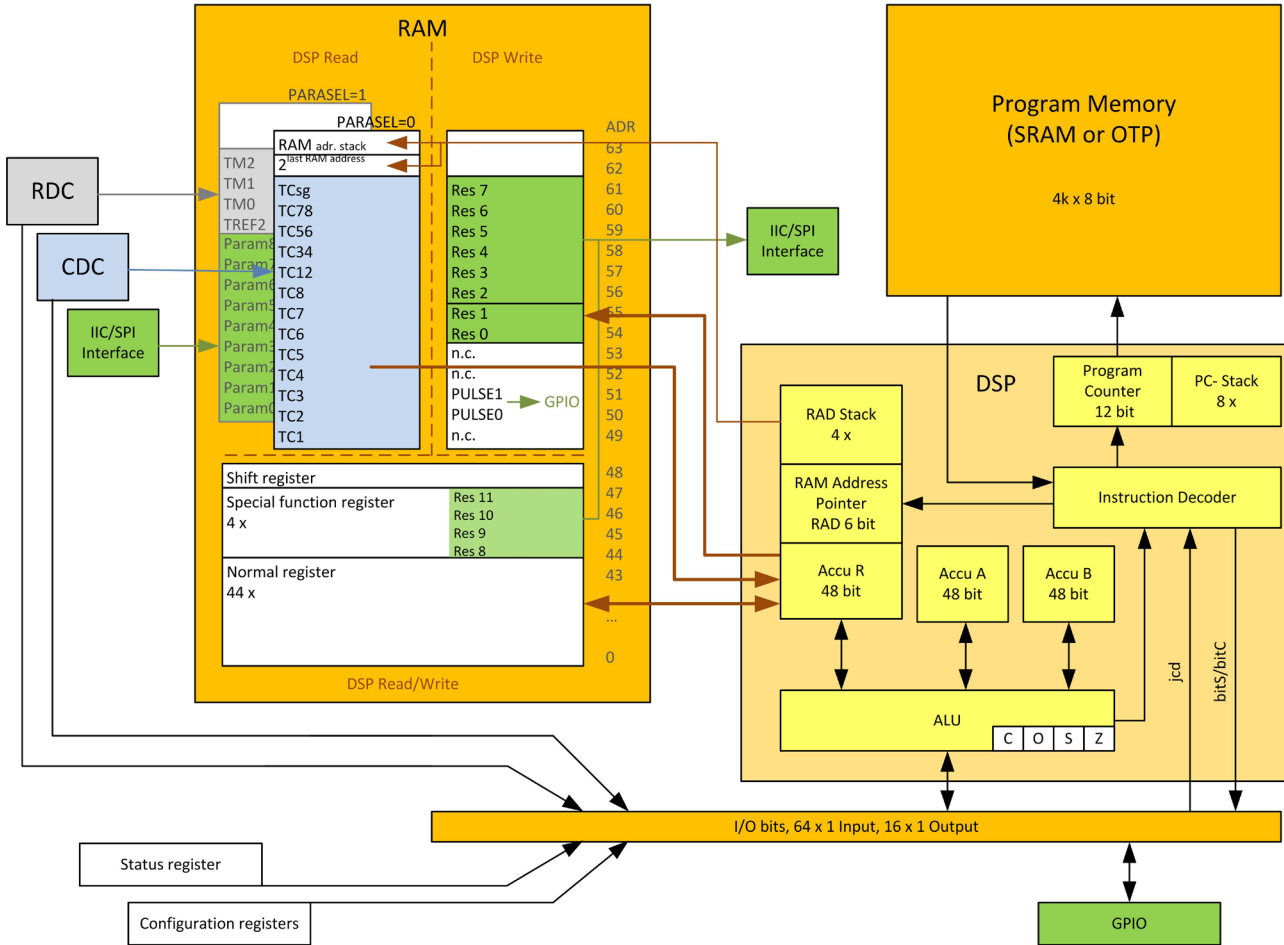 RAM
DSP Read
DSP Write
PARASEL=1
PARASEL=0
ADR
RAM adr. stack
2last RAM address
TM2
TM1
TM0
TREF2
Param8
Param7
Param6
Param5
Param4
Param3
Param2
Param1
Param0
TCsg
TC78
TC56
TC34
TC12
TC8
TC7
TC6
TC5
TC4
TC3
TC2
TC1
Res 7
Res 6
Res 5
Res 4
Res 3
Res 2
Res 1
Res 0
n.c.
n.c.
PULSE1
GPIO
PULSE0
n.c.
63
62
61
60
59
58
57
56
55
54
53
52
51
50
49
48
47
46
45
44
43
...
0
Shift register
Special function register
4 x
Res 11
Res 10
Res 9
Res 8
Normal register
44 x
DSP Read/Write
RDC
CDC
IIC/SPI
Interface
IIC/SPI
Interface
Program Memory
(SRAM or OTP)
4k x 8 bit
DSP
Program
Counter
12 bit
PC- Stack
8 x
RAD Stack
4 x
RAM Address
Pointer
RAD 6 bit
Instruction Decoder
Accu R
48 bit
Accu A
48 bit
Accu B
48 bit
jcd
bitS/bitC
ALU
C O S Z
I/O bits, 64 x 1 Input, 16 x 1 Output
Status register
Configuration registers
GPIO